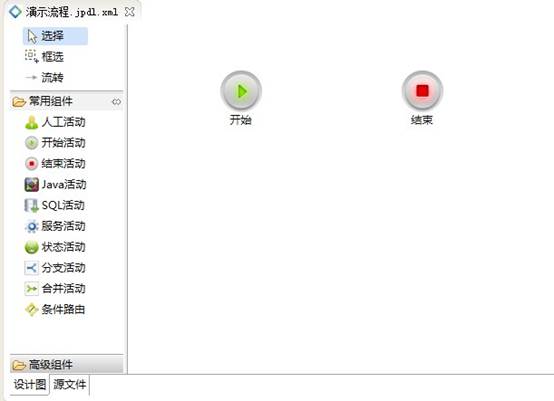 演示流程.jpdl.xml
选择
框选
流转
常用组件
人工活动
开始活动
结束活动
Java活动
SQL活动
服务活动
状态活动
分支活动
合并活动
条件路由
高级组件
设计图 源文件
开始
结束